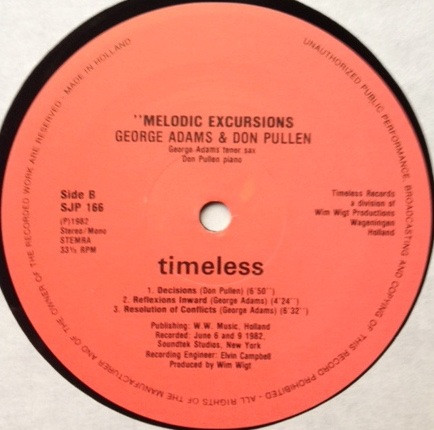 "MELODIC EXCURSIONS
GEORGE ADAMS & DON PULLEN
George Adams tenor sax
Don Pullen piano
Side B
SJP 166
(P)1982
Stereo/Mono
STEMRA
33⅓ RPM
Timeless Records
a division of
Wim Wigt Productions
Wageningen
Holland
timeless
1. Decisions (Don Pullen) (6'50")
2. Reflexions Inward (George Adams) (4'24")
3. Resolution of Conflicts (George Adams) (6'32")
Publishing: W.W. Music, Holland
Recorded: June 6 and 9 1982,
Soundtek Studios, New York
Recording Engineer: Elvin Campbell
Produced by Wim Wigt
UNAUTHORIZED PUBLIC PERFORMANCE, BROADCASTING AND COPYING OF THIS RECORD PROHIBITED - ALL RIGHTS OF THE MANUFACTURER AND OF THE OWNER OF THE RECORDED WORK ARE RESERVED - MADE IN HOLLAND